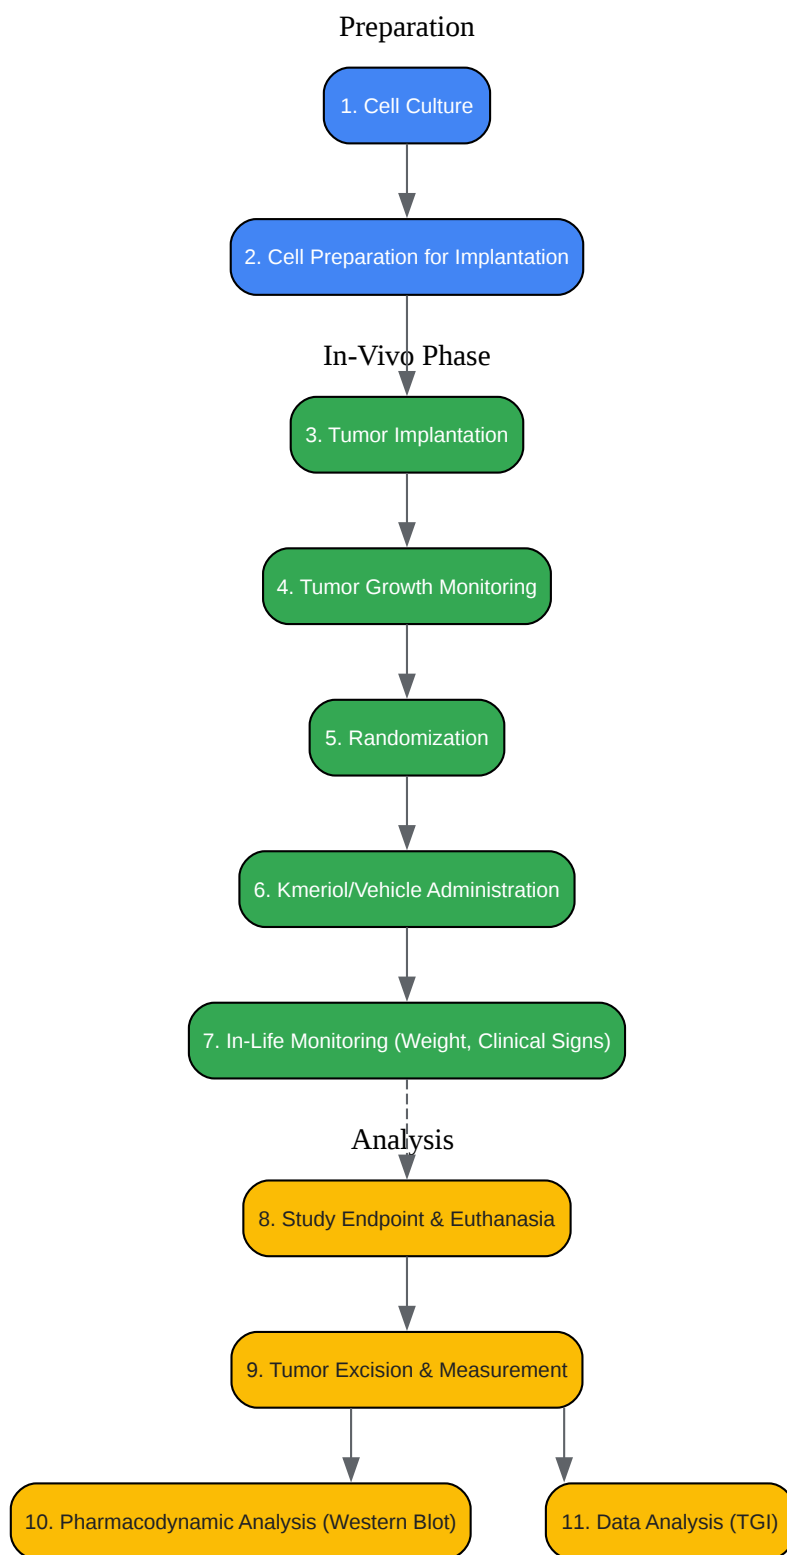 Preparation
1. Cell Culture
2. Cell Preparation for Implantation
In-Vivo Phase
3. Tumor Implantation
4. Tumor Growth Monitoring
5. Randomization
6. Kmeriol/Vehicle Administration
7. In-Life Monitoring (Weight, Clinical Signs)
Analysis
8. Study Endpoint & Euthanasia
9. Tumor Excision & Measurement
10. Pharmacodynamic Analysis (Western Blot)
11. Data Analysis (TGI)